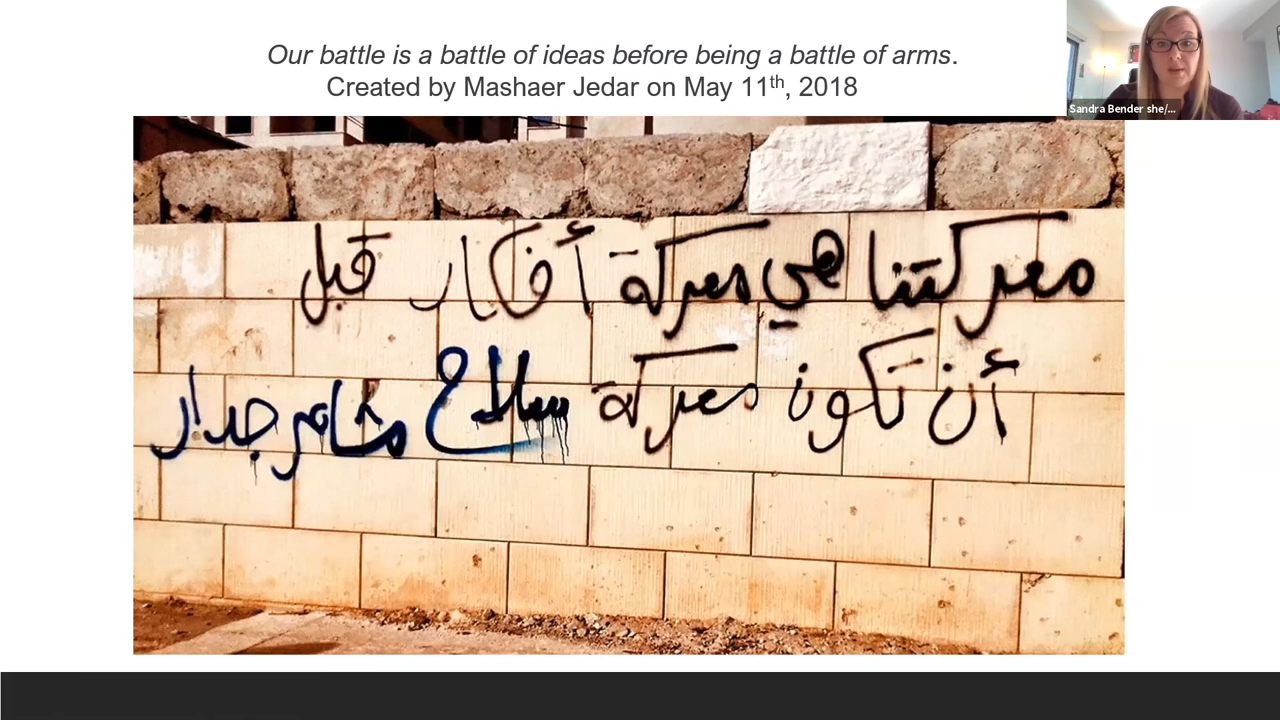 Our battle is a battle of ideas before being a battle of arms.
Created by Mashaer Jedar on May 11th, 2018
Sandra Bender she/...
معركتنا هي معركة أفكار قبل
أن تكون معركة سلاح مشاعر جدار